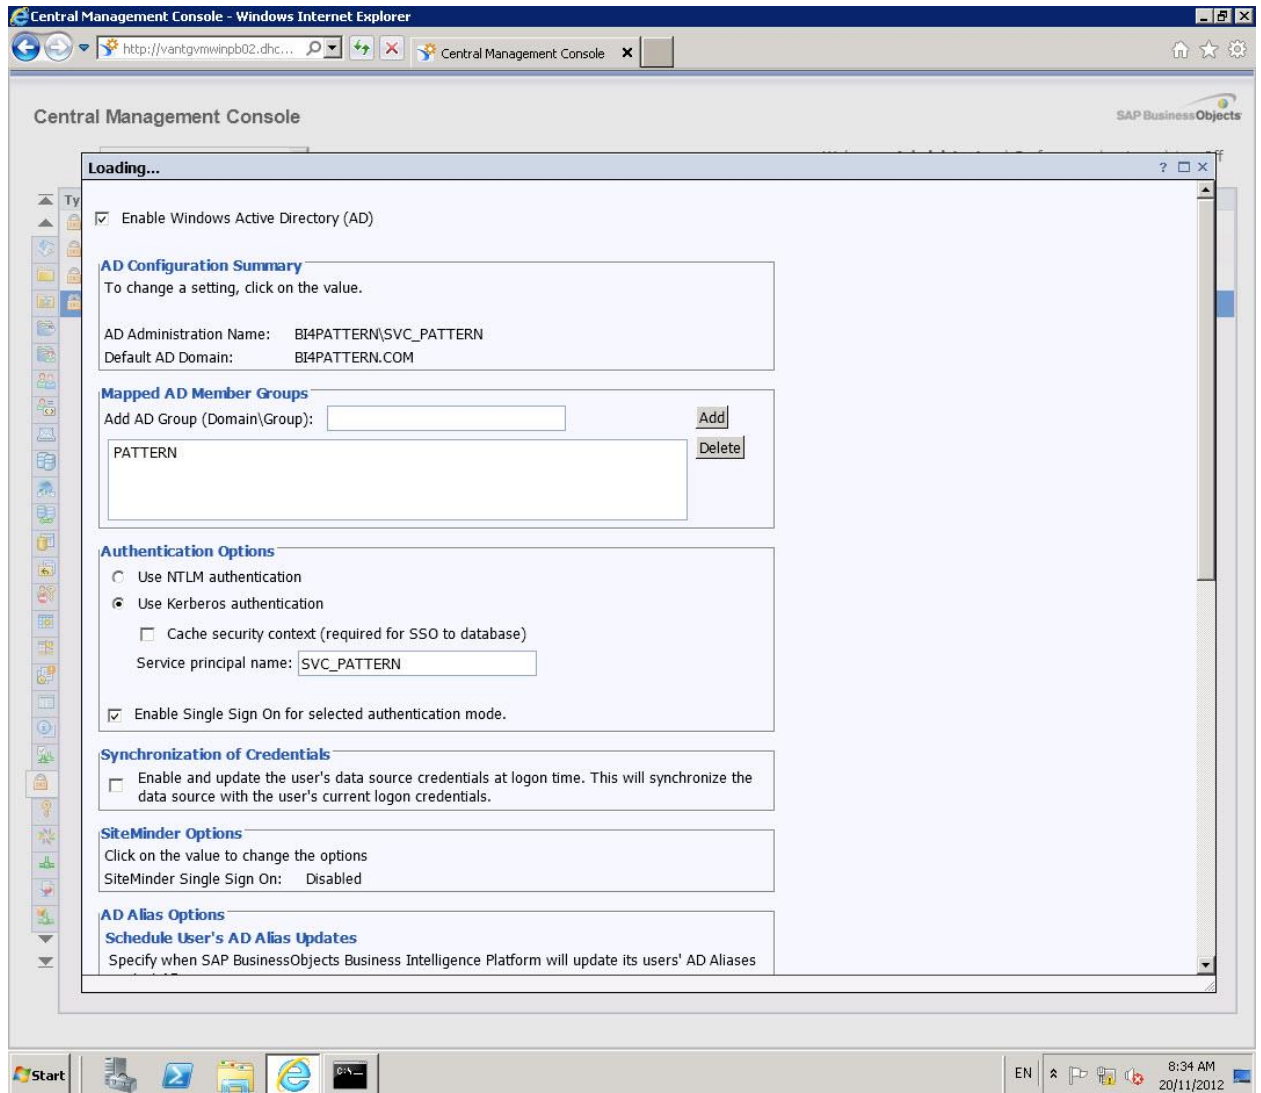 Central Management Console - Windows Internet Explorer
http://vantgvmwinpb02.dhc...
Central Management Console
Central Management Console
SAP BusinessObjects
Loading...
Ty
Enable Windows Active Directory (AD)
AD Configuration Summary
To change a setting, click on the value.
AD Administration Name: BI4PATTERN\SVC_PATTERN
Default AD Domain: BI4PATTERN.COM
Mapped AD Member Groups
Add AD Group (Domain\Group): Add
PATTERN Delete
Authentication Options
Use NTLM authentication
Use Kerberos authentication
Cache security context (required for SSO to database)
Service principal name: SVC_PATTERN
Enable Single Sign On for selected authentication mode.
Synchronization of Credentials
Enable and update the user's data source credentials at logon time. This will synchronize the
data source with the user's current logon credentials.
SiteMinder Options
Click on the value to change the options
SiteMinder Single Sign On: Disabled
AD Alias Options
Schedule User's AD Alias Updates
Specify when SAP BusinessObjects Business Intelligence Platform will update its users' AD Aliases
Start
EN
8:34 AM
20/11/2012